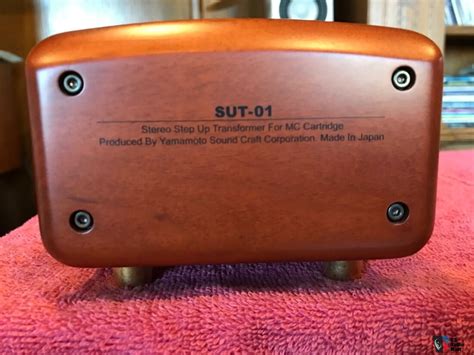 SUT-01
Stereo Step Up Transformer For MC Cartridge
Produced By Yamamoto Sound Craft Corporation. Made In Japan